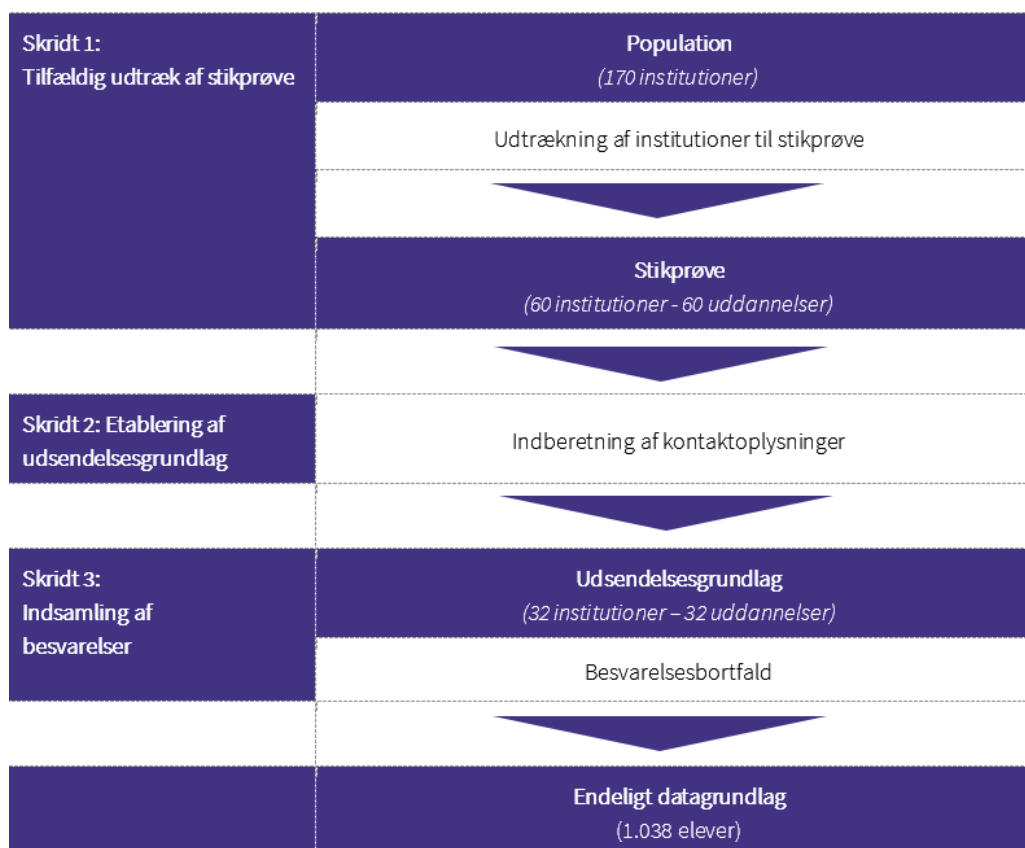 Skridt 1:
Tilfældig udtræk af stikprøve
Population
(170 institutioner)
Udtrækning af institutioner til stikprøve
Stikprøve
(60 institutioner - 60 uddannelser)
Skridt 2: Etablering af
udsendelsesgrundlag
Indberetning af kontaktoplysninger
Skridt 3:
Indsamling af
besvarelser
Udsendelsesgrundlag
(32 institutioner – 32 uddannelser)
Besvarelsesbortfald
Endeligt datagrundlag
(1.038 elever)